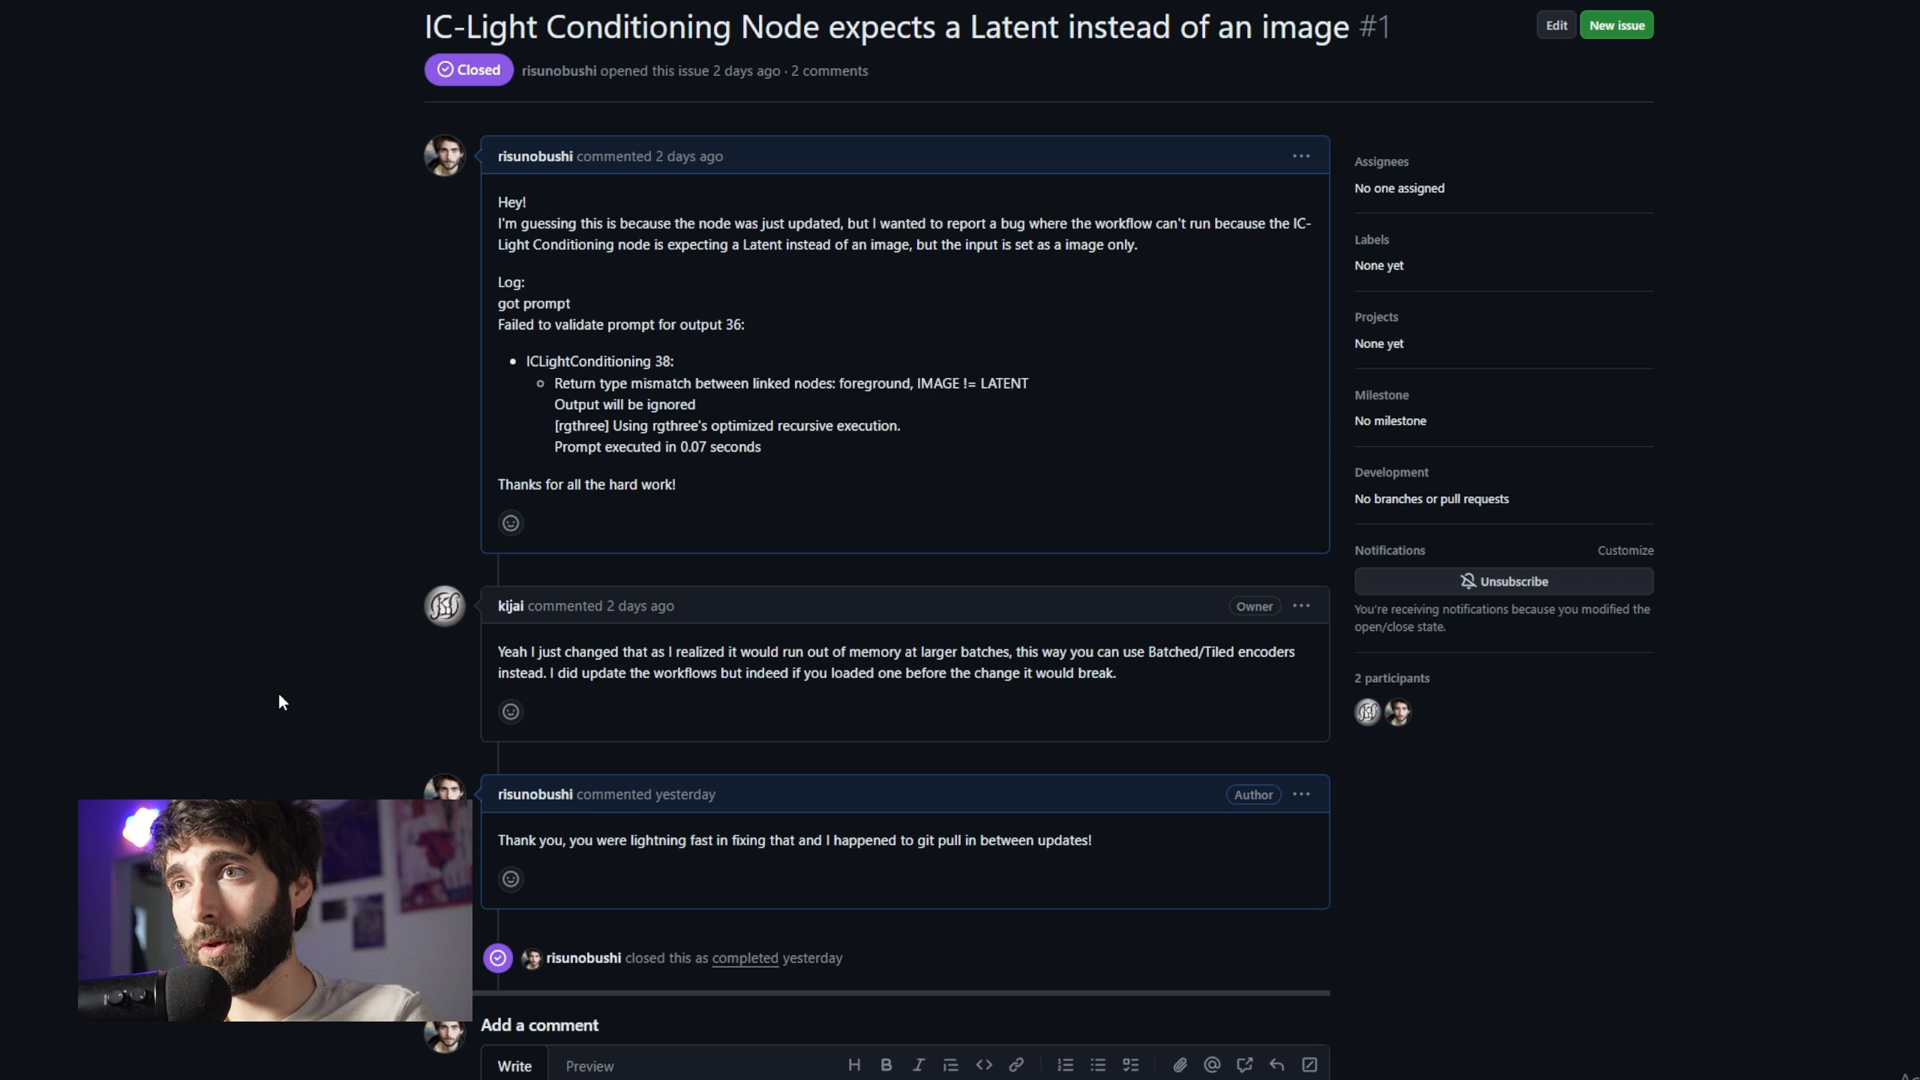 IC-Light Conditioning Node expects a Latent instead of an image #1
Edit
New issue
Closed
risunobushi opened this issue 2 days ago · 2 comments
risunobushi commented 2 days ago
Hey!
I'm guessing this is because the node was just updated, but I wanted to report a bug where the workflow can't run because the IC-
Light Conditioning node is expecting a Latent instead of an image, but the input is set as a image only.
Log:
got prompt
Failed to validate prompt for output 36:
ICLightConditioning 38:
Return type mismatch between linked nodes: foreground, IMAGE != LATENT
Output will be ignored
[rgthree] Using rgthree's optimized recursive execution.
Prompt executed in 0.07 seconds
Thanks for all the hard work!
kijai commented 2 days ago
Owner
Yeah I just changed that as I realized it would run out of memory at larger batches, this way you can use Batched/Tiled encoders
instead. I did update the workflows but indeed if you loaded one before the change it would break.
risunobushi commented yesterday
Author
Thank you, you were lightning fast in fixing that and I happened to git pull in between updates!
risunobushi closed this as completed yesterday
Add a comment
Write
Preview
Assignees
No one assigned
Labels
None yet
Projects
None yet
Milestone
No milestone
Development
No branches or pull requests
Notifications
Customize
Unsubscribe
You're receiving notifications because you modified the
open/close state.
2 participants